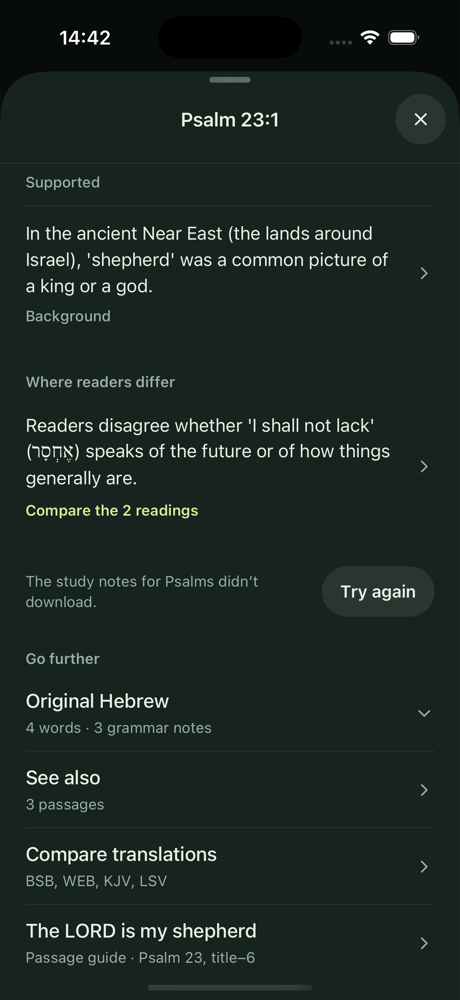 14:42
Psalm 23:1
Supported
In the ancient Near East (the lands around
Israel), 'shepherd' was a common picture of
a king or a god.
Background
Where readers differ
Readers disagree whether 'I shall not lack'
(אֶחְסָר) speaks of the future or of how things
generally are.
Compare the 2 readings
The study notes for Psalms didn’t
download.
Try again
Go further
Original Hebrew
4 words · 3 grammar notes
See also
3 passages
Compare translations
BSB, WEB, KJV, LSV
The LORD is my shepherd
Passage guide · Psalm 23, title–6